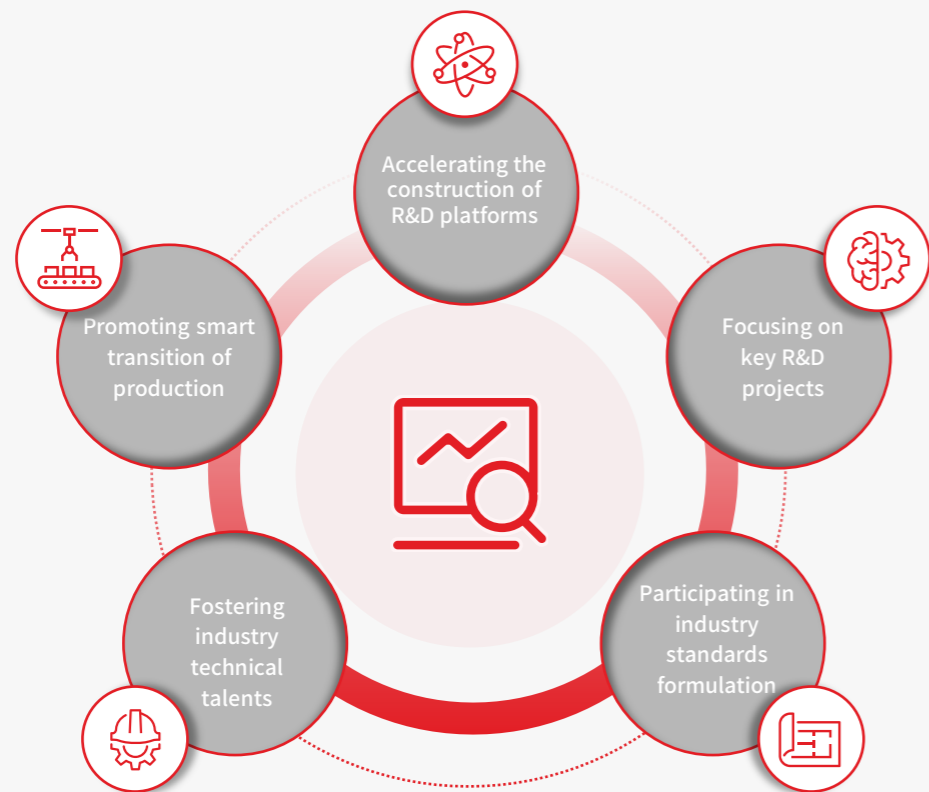 Accelerating the
construction of
R&D platforms
Promoting smart
transition of
production
Focusing on
key R&D
projects
Fostering
industry
technical
talents
Participating in
industry
standards
formulation